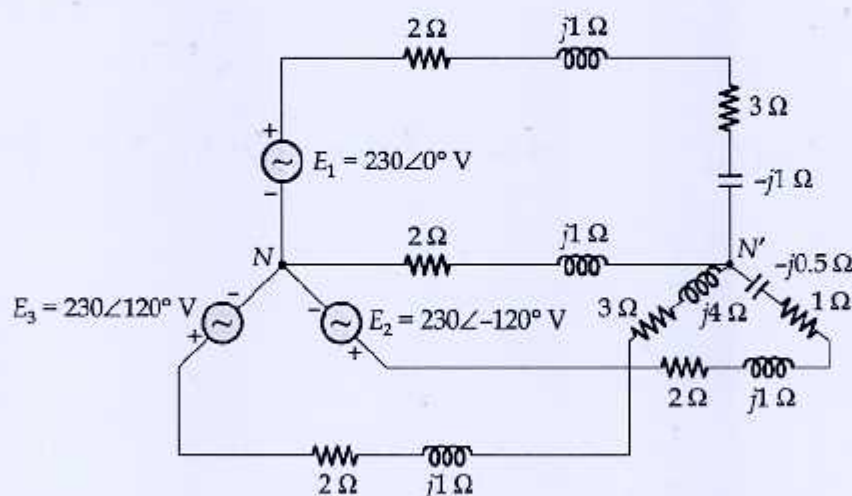 2 Ω
j1 Ω
3 Ω
E₁ = 230∠0° V
–j1 Ω
2 Ω
j1 Ω
N
N′
–j0.5 Ω
E₃ = 230∠120° V
E₂ = 230∠–120° V
3 Ω
j4 Ω
1 Ω
2 Ω
j1 Ω
2 Ω
j1 Ω